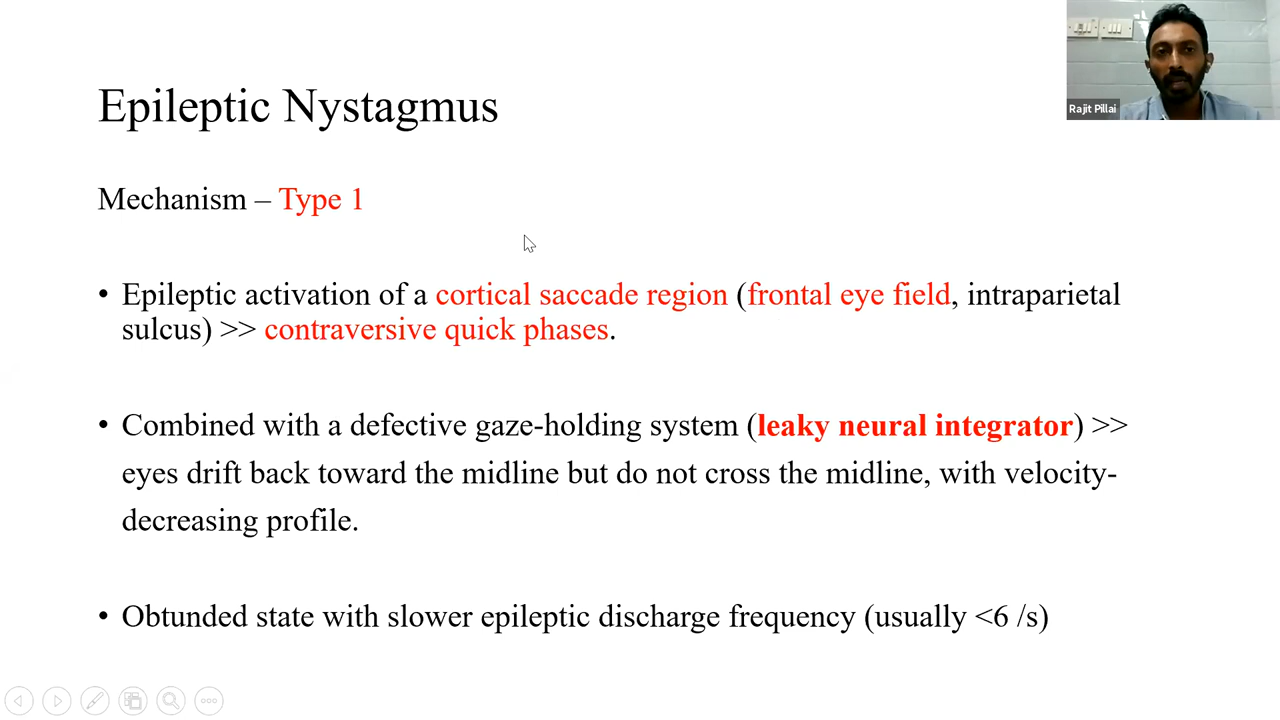 Rajit Pillai
Epileptic Nystagmus
Mechanism – Type 1
• Epileptic activation of a cortical saccade region (frontal eye field, intraparietal
sulcus) >> contraversive quick phases.
• Combined with a defective gaze-holding system (leaky neural integrator) >>
eyes drift back toward the midline but do not cross the midline, with velocity-
decreasing profile.
• Obtunded state with slower epileptic discharge frequency (usually <6 /s)